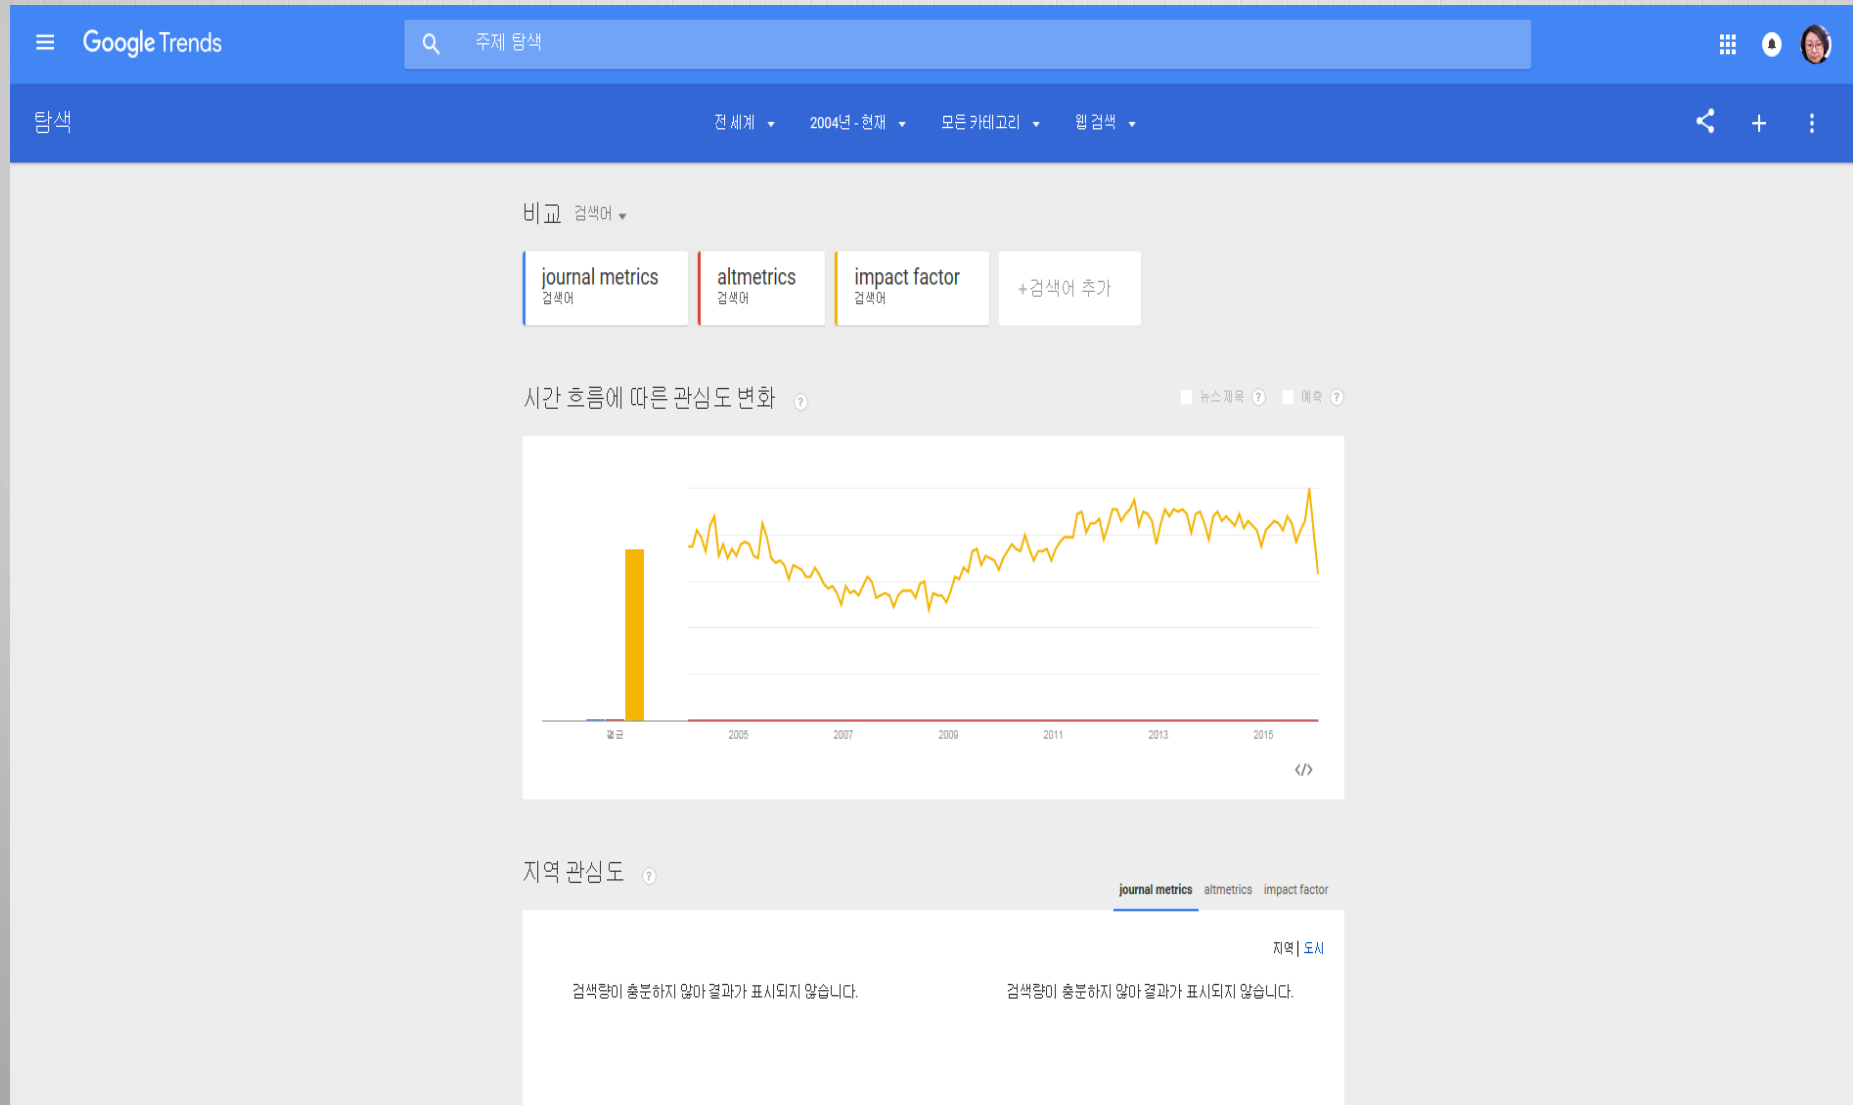 Google Trends
주제 탐색
탐색
전 세계
2004년 - 현재
모든 카테고리
웹 검색
비교 검색어
journal metrics
검색어
altmetrics
검색어
impact factor
검색어
+검색어 추가
시간 흐름에 따른 관심도 변화 ?
뉴스 제목 ? 예측 ?
평균 2005 2007 2009 2011 2013 2015
</>
지역 관심도 ?
journal metrics altmetrics impact factor
지역 | 도시
검색량이 충분하지 않아 결과가 표시되지 않습니다. 검색량이 충분하지 않아 결과가 표시되지 않습니다.